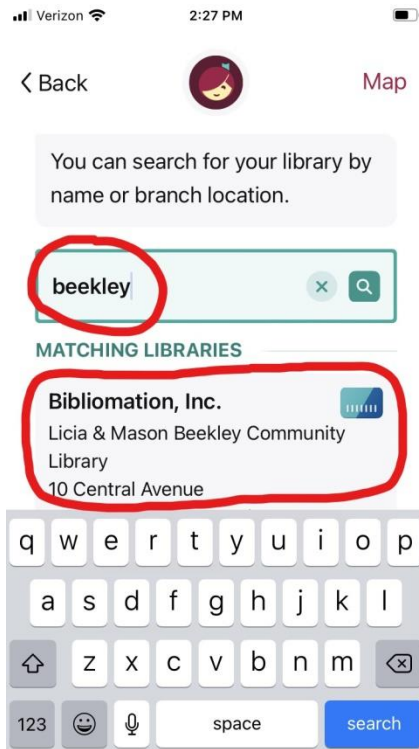 Verizon 2:27 PM
Back Map
You can search for your library by
name or branch location.
beekley
MATCHING LIBRARIES
Bibliomation, Inc.
Licia & Mason Beekley Community
Library
10 Central Avenue
q w e r t y u i o p
a s d f g h j k l
z x c v b n m
123 space search